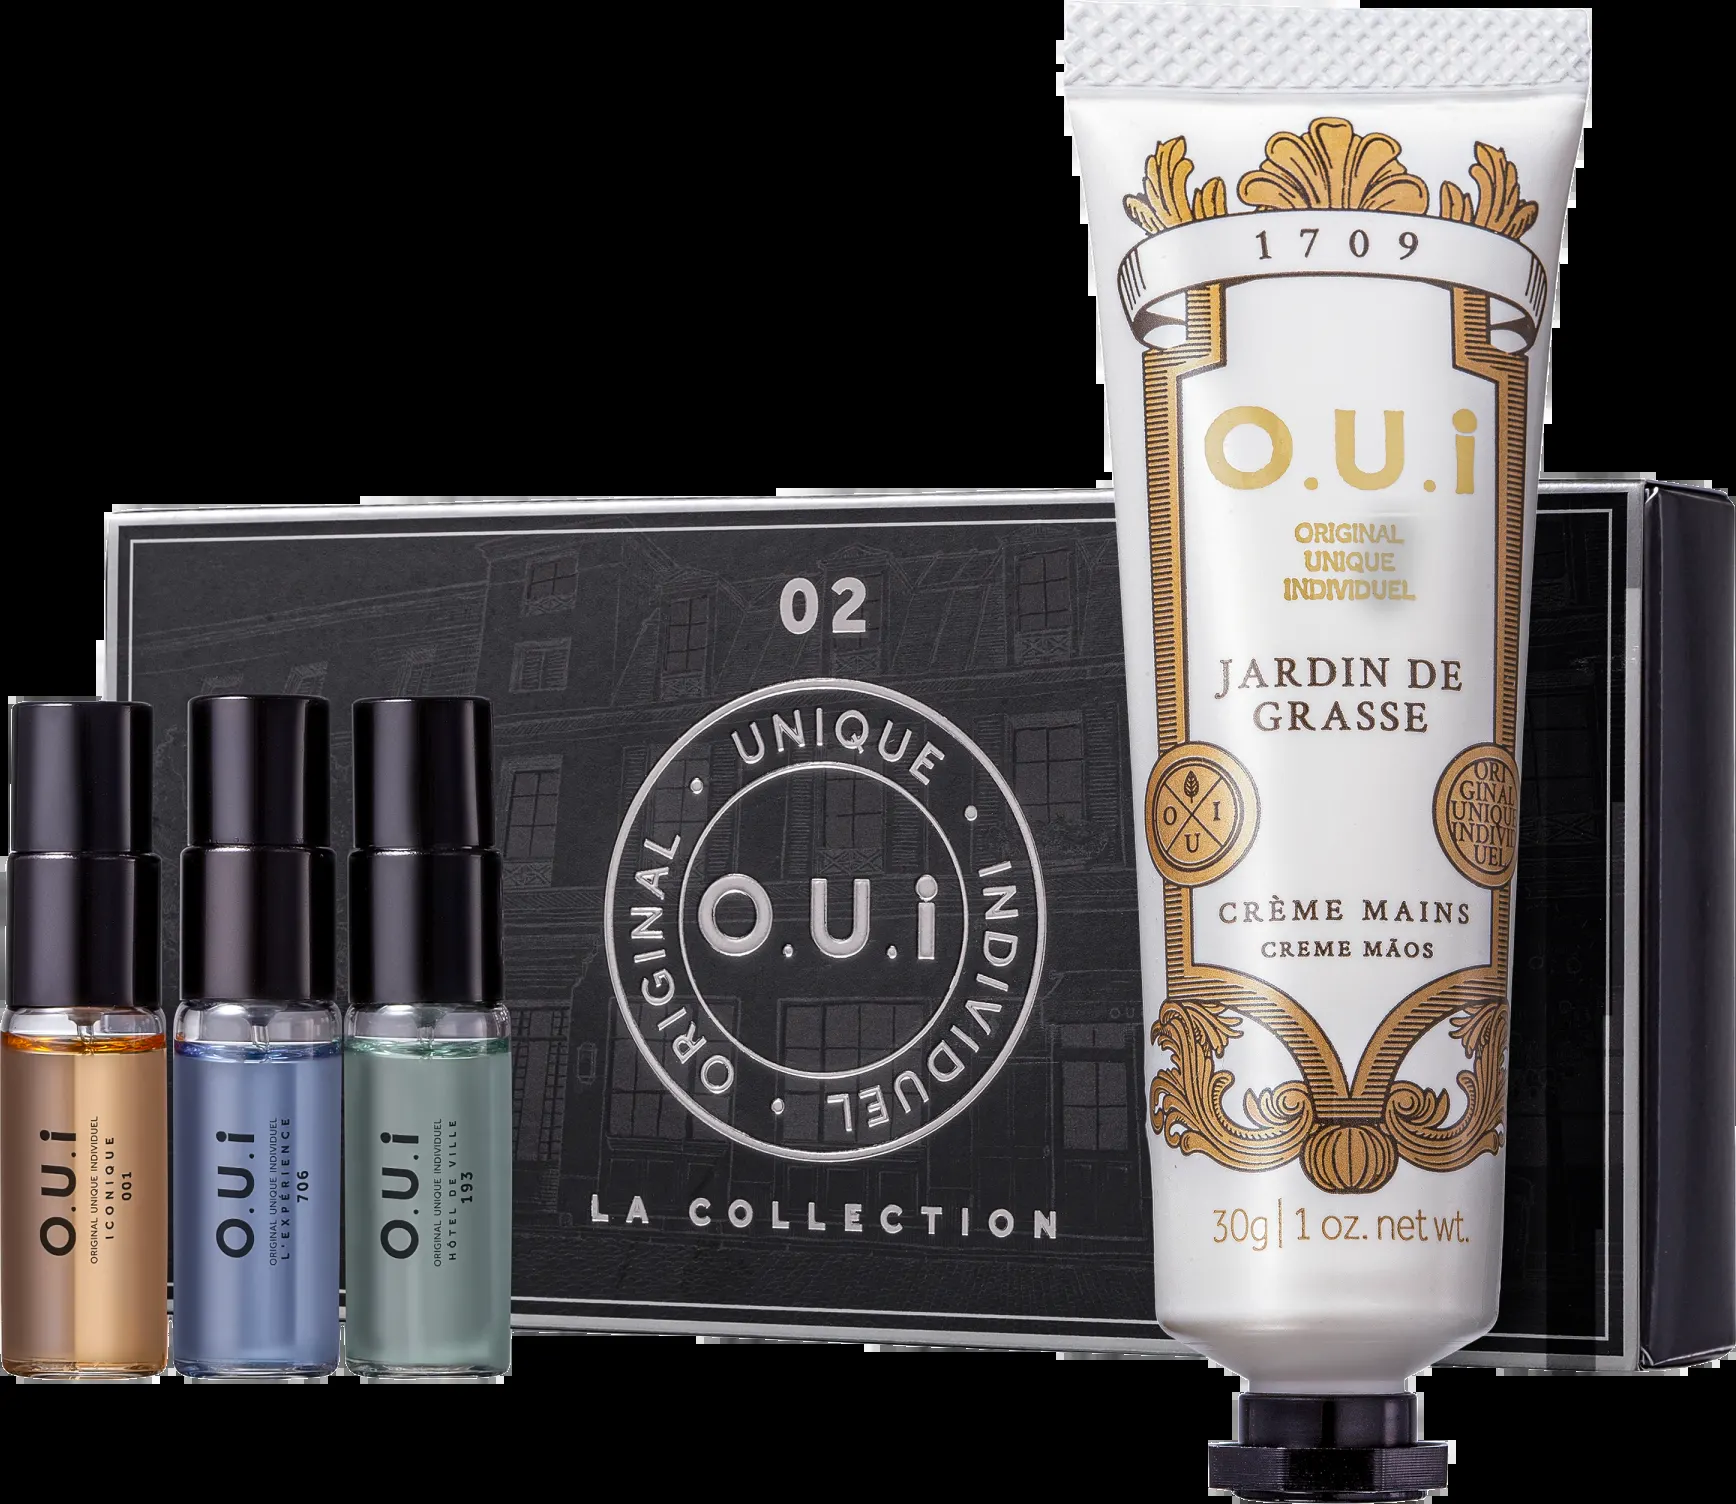 O.U.i
ORIGINAL UNIQUE INDIVIDUEL
ICONIQUE
001
O.U.i
ORIGINAL UNIQUE INDIVIDUEL
L'EXPÉRIENCE
706
O.U.i
ORIGINAL UNIQUE INDIVIDUEL
HÔTEL DE VILLE
193
02
ORIGINAL • UNIQUE • INDIVIDUEL •
O.U.i
LA COLLECTION
1709
O.U.i
ORIGINAL
UNIQUE
INDIVIDUEL
JARDIN DE
GRASSE
O I
U
ORI
GINAL
UNIQUE
INDIVID
UEL
CRÈME MAINS
CREME MÃOS
30g | 1 oz. net wt.